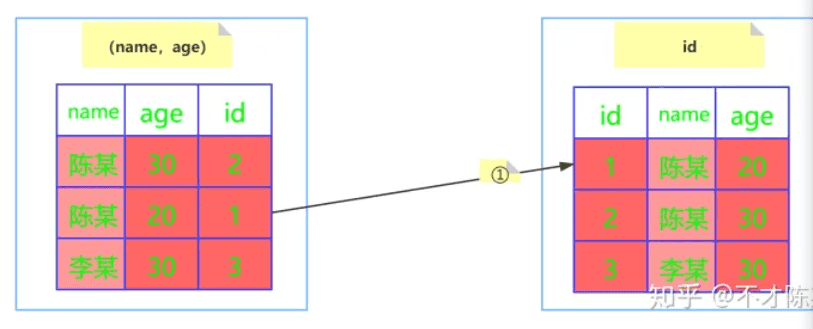 (name，age)
name age id
陈某 30 2
陈某 20 1
李某 30 3
①
id
id name age
1 陈某 20
2 陈某 30
3 李某 30
知乎 @不才陈